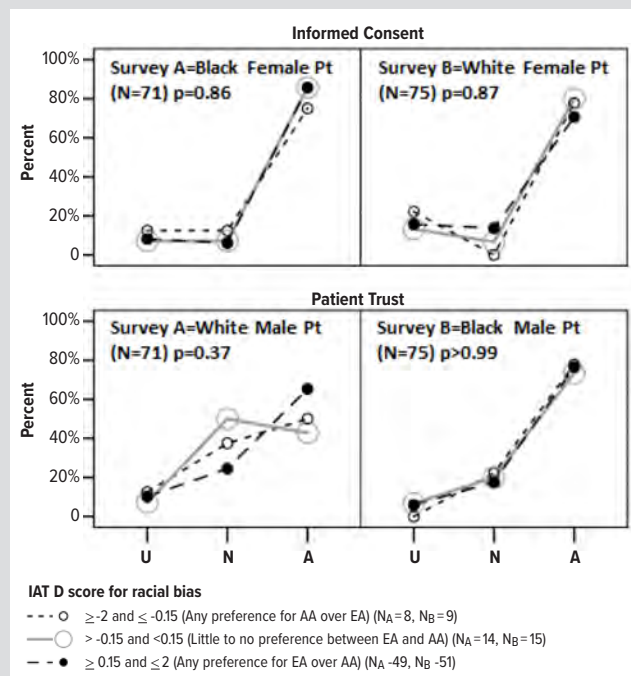 Informed Consent
Percent
100%
80%
60%
40%
20%
0
Survey A=Black Female Pt
(N=71) p=0.86
Survey B=White Female Pt
(N=75) p=0.87
Patient Trust
Percent
100%
80%
60%
40%
20%
0
Survey A=White Male Pt
(N=71) p=0.37
Survey B=Black Male Pt
(N=75) p>0.99
U N A U N A
IAT D score for racial bias
≥-2 and ≤ -0.15 (Any preference for AA over EA) (NA=8, NB=9)
> -0.15 and <0.15 (Little to no preference between EA and AA) (NA=14, NB=15)
≥ 0.15 and ≤2 (Any preference for EA over AA) (NA -49, NB -51)